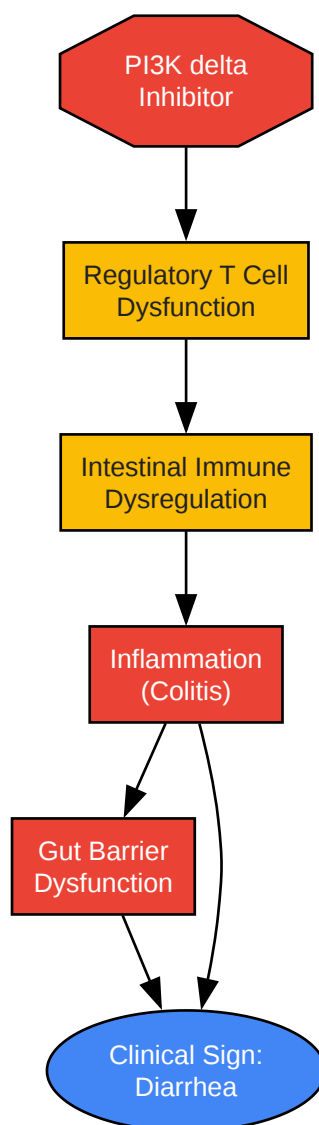 PI3K delta
Inhibitor
Regulatory T Cell
Dysfunction
Intestinal Immune
Dysregulation
Inflammation
(Colitis)
Gut Barrier
Dysfunction
Clinical Sign:
Diarrhea